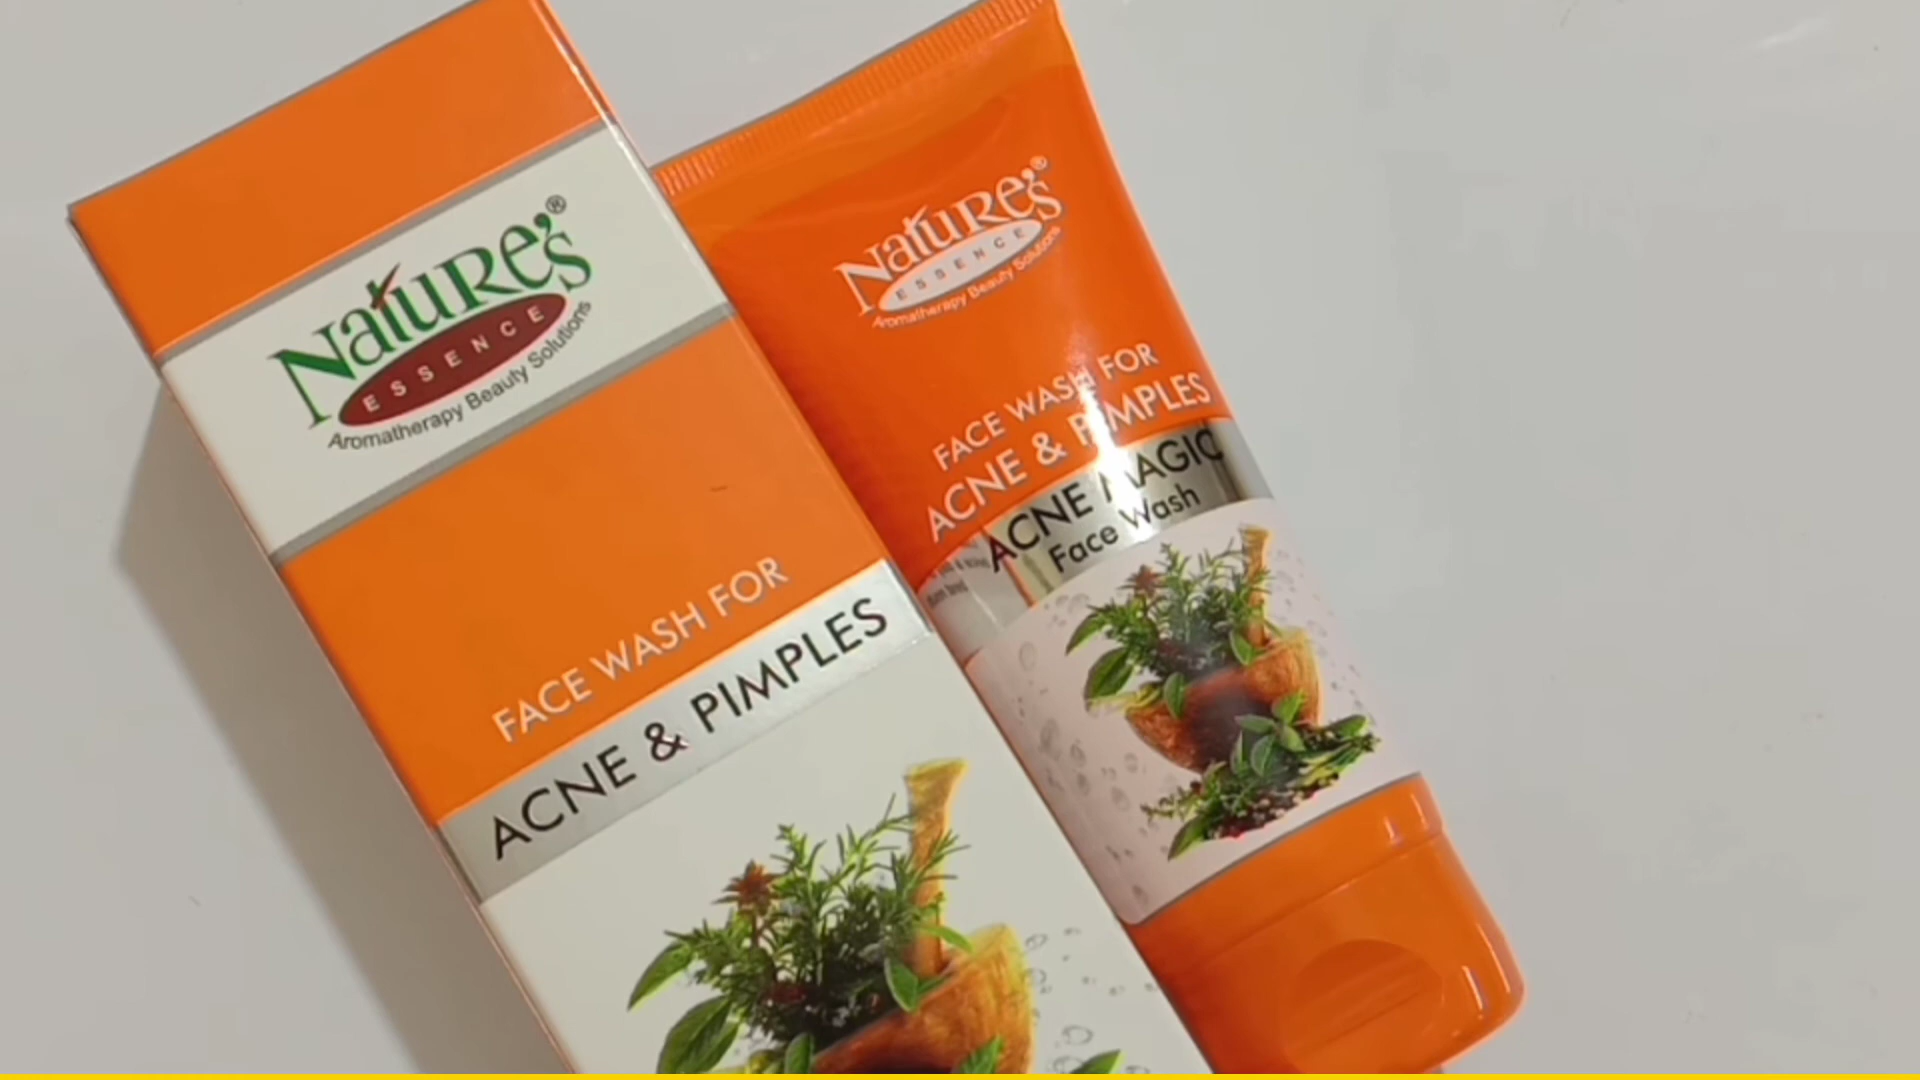 NatURe's®
ESSENCE
Aromatherapy Beauty Solutions
FACE WASH FOR
ACNE & PIMPLES
NatURe's®
ESSENCE
Aromatherapy Beauty Solutions
FACE WASH FOR
ACNE & PIMPLES
ACNE MAGIC
Face Wash